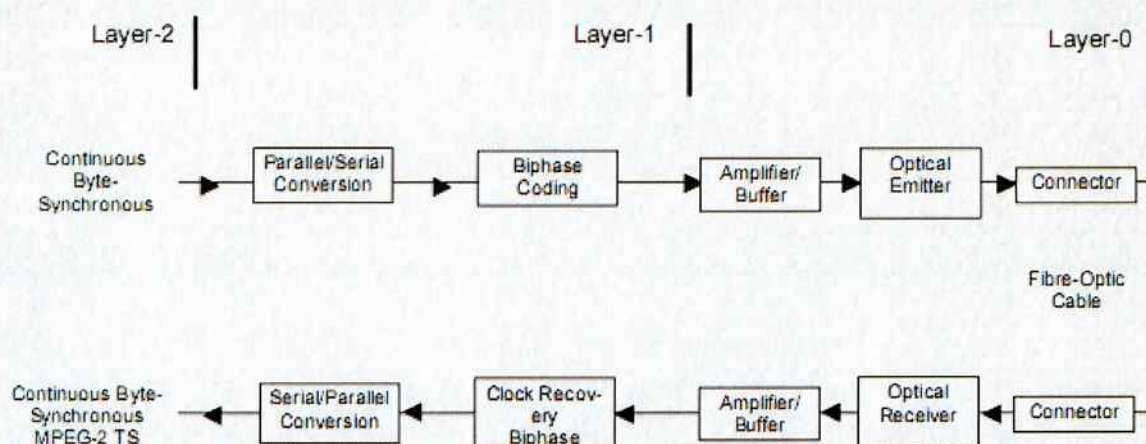 Layer-2
Layer-1
Layer-0
Continuous
Byte-
Synchronous
Parallel/Serial
Conversion
Biphase
Coding
Amplifier/
Buffer
Optical
Emitter
Connector
Fibre-Optic
Cable
Continuous Byte-
Synchronous
MPEG-2 TS
Serial/Parallel
Conversion
Clock Recov-
ery
Biphase
Amplifier/
Buffer
Optical
Receiver
Connector